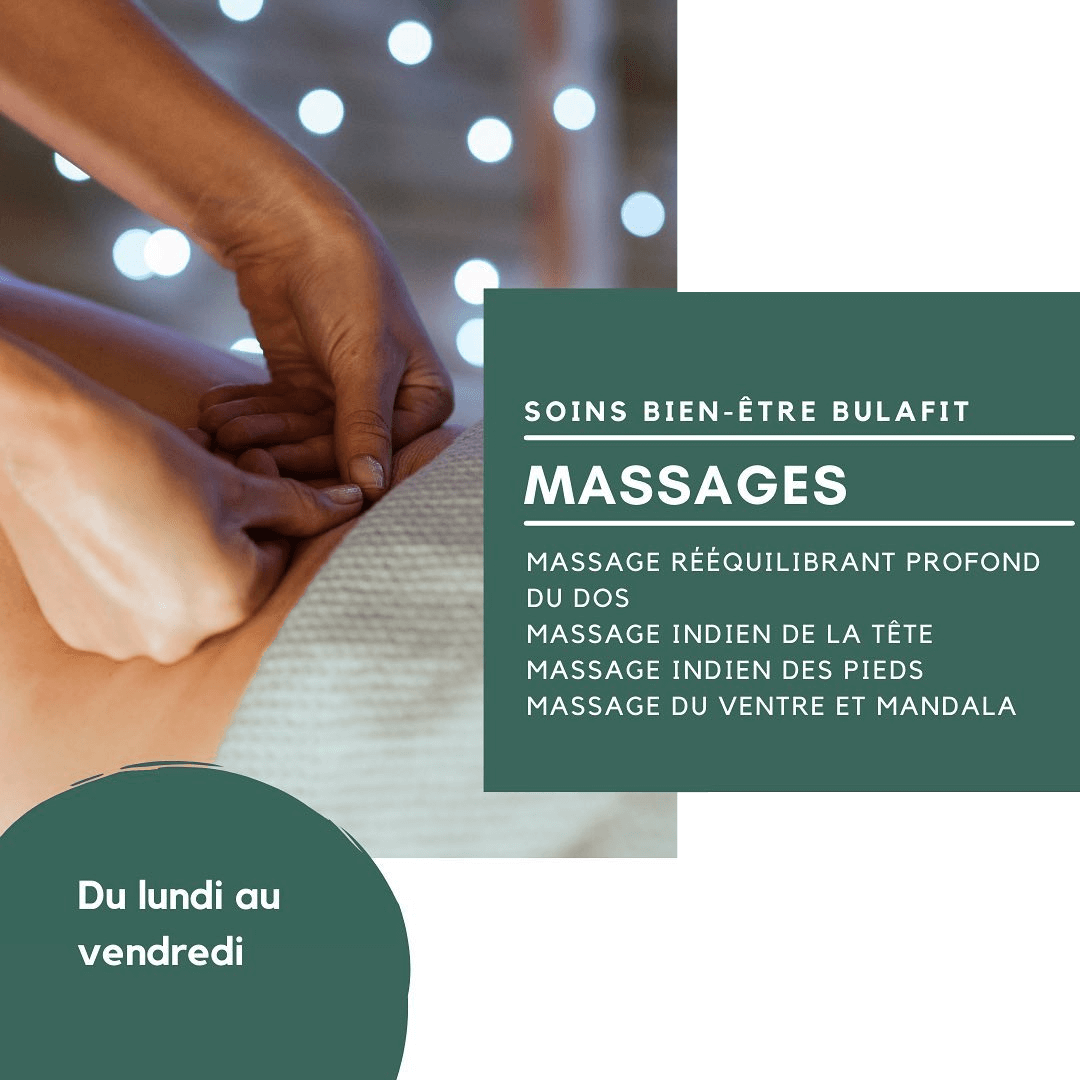 SOINS BIEN-ÊTRE BULAFIT
MASSAGES
MASSAGE RÉÉQUILIBRANT PROFOND
DU DOS
MASSAGE INDIEN DE LA TÊTE
MASSAGE INDIEN DES PIEDS
MASSAGE DU VENTRE ET MANDALA
Du lundi au
vendredi